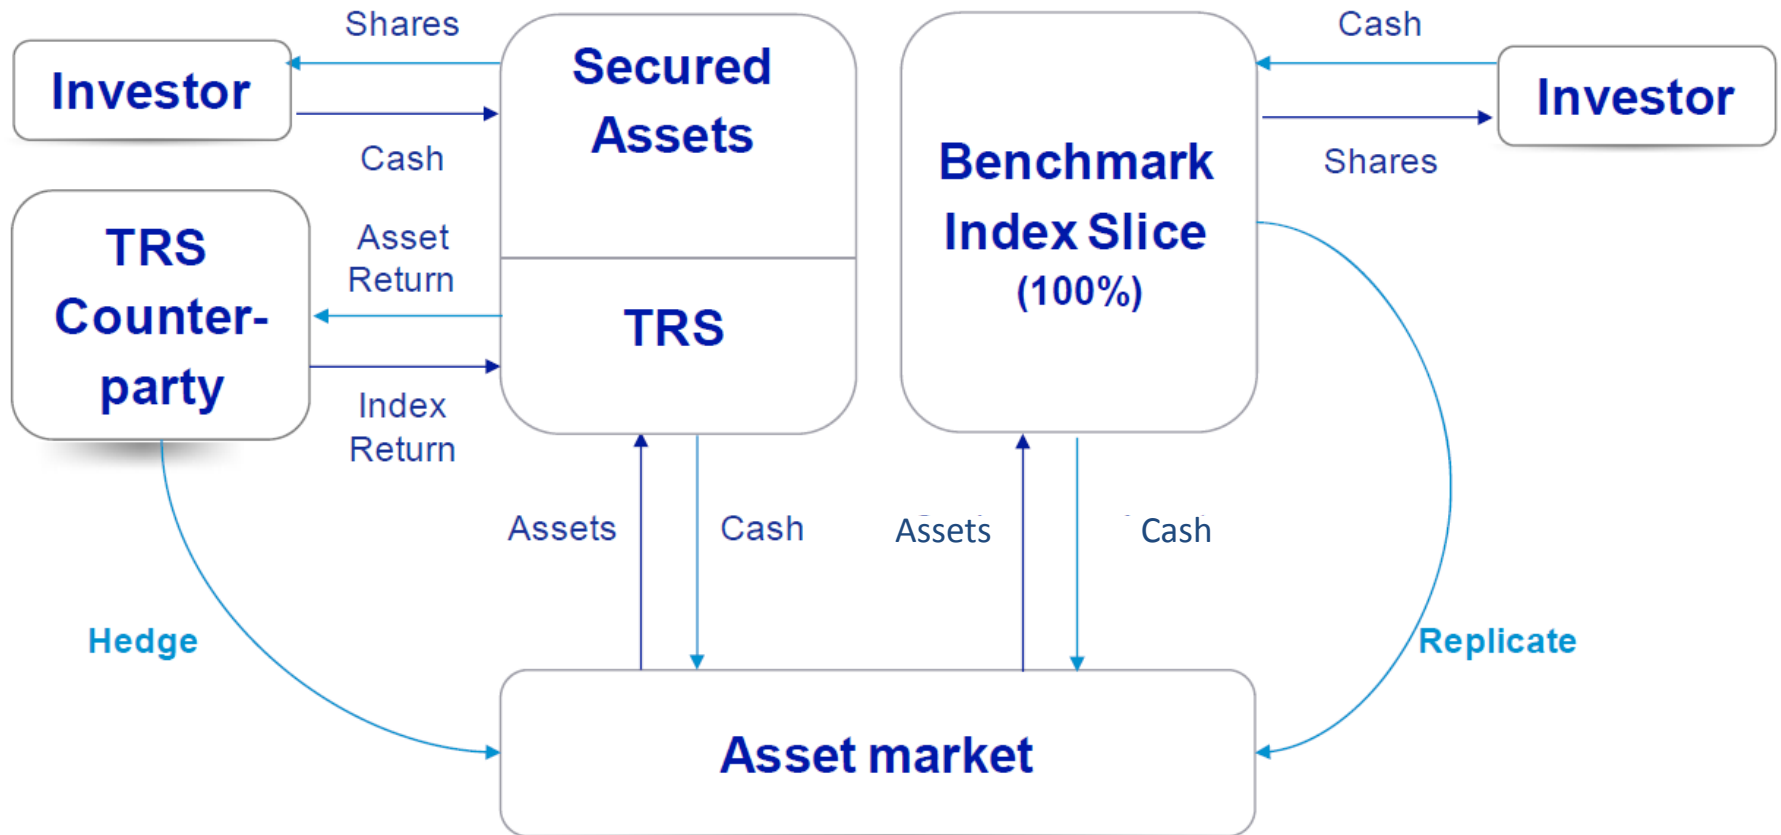 Shares
Investor
Cash
Secured
Assets
TRS
Counter-
party
Asset
Return
Index
Return
TRS
Benchmark
Index Slice
(100%)
Cash
Investor
Shares
Assets
Cash
Assets
Cash
Hedge
Replicate
Asset market